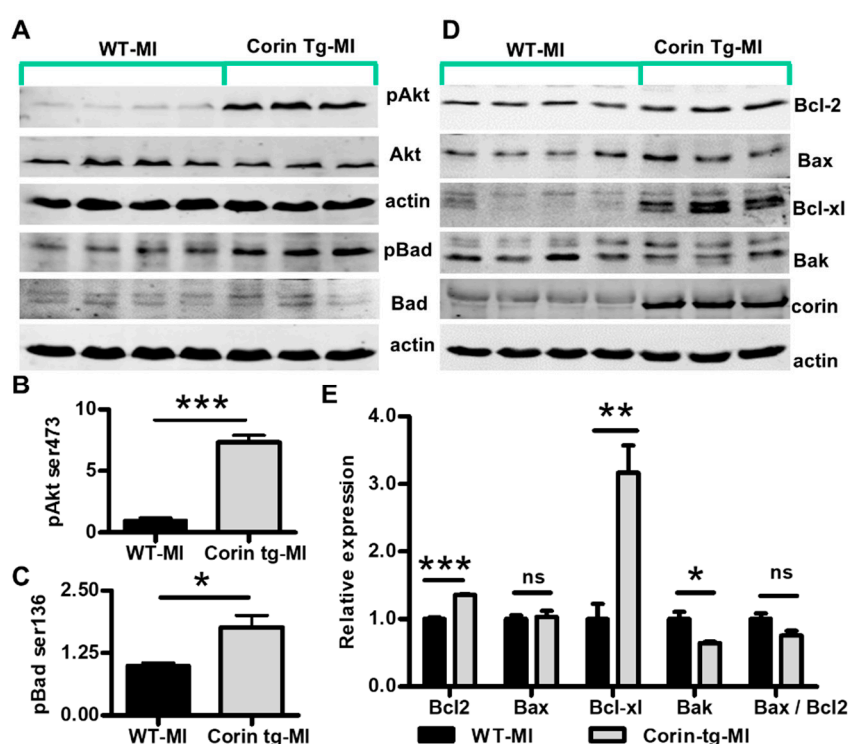 A
WT-MI
Corin Tg-MI
pAkt
Akt
actin
pBad
Bad
actin
D
WT-MI
Corin Tg-MI
Bcl-2
Bax
Bcl-xl
Bak
corin
actin
B
pAkt ser473
10
5
0
***
WT-MI
Corin tg-MI
C
pBad ser136
2.50
1.25
0.00
*
WT-MI
Corin tg-MI
E
Relative expression
4.0
3.0
2.0
1.0
0.0
***
ns
**
*
ns
Bcl2
Bax
Bcl-xl
Bak
Bax / Bcl2
WT-MI
Corin-tg-MI